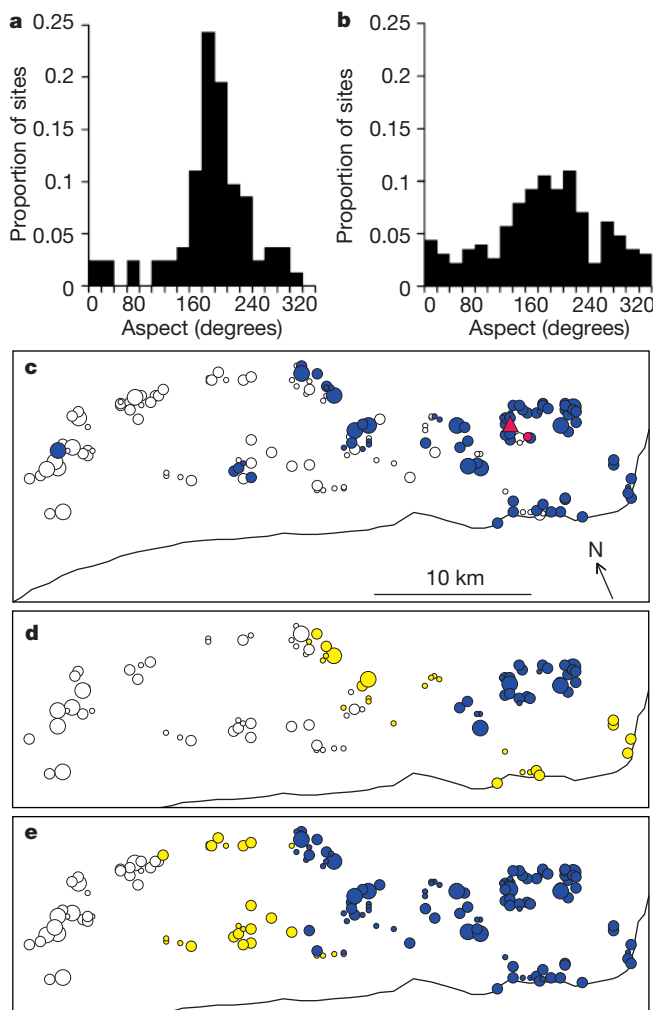 a
b
0.25
0.2
0.15
0.1
0.05
0
Proportion of sites
0 80 160 240 320
Aspect (degrees)
0.25
0.2
0.15
0.1
0.05
0
Proportion of sites
0 80 160 240 320
Aspect (degrees)
c
N
10 km
d
e